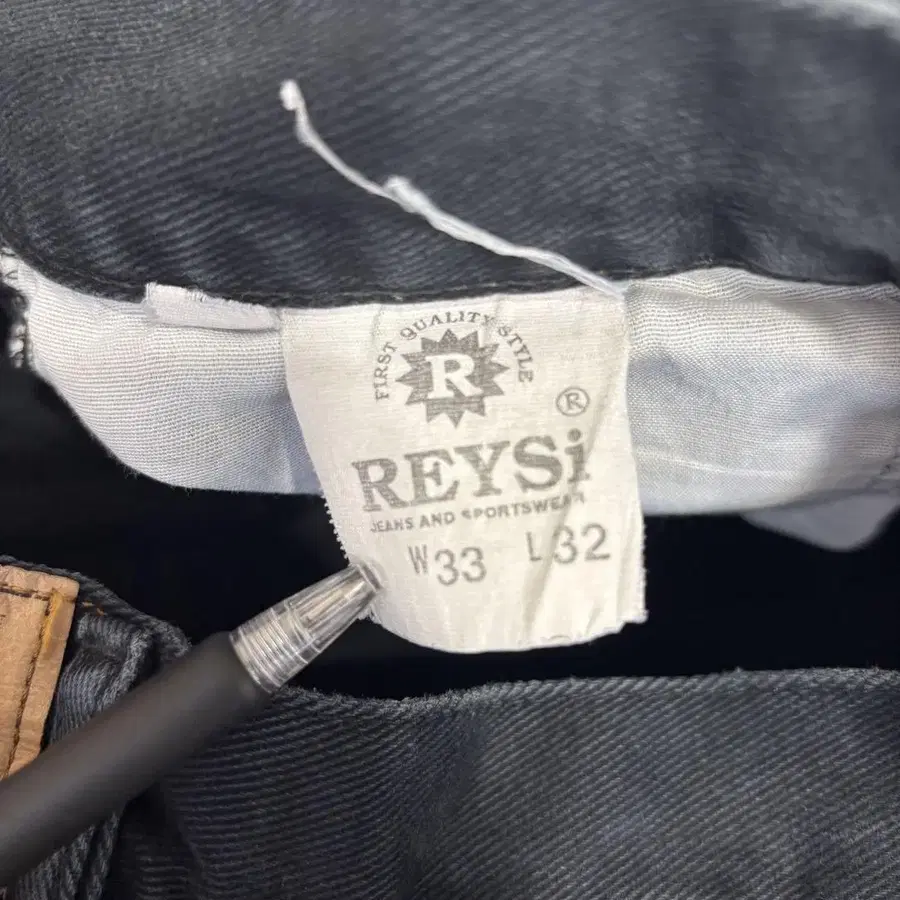 FIRST QUALITY STYLE
R
®
REYSi
JEANS AND SPORTSWEAR
W33 L32